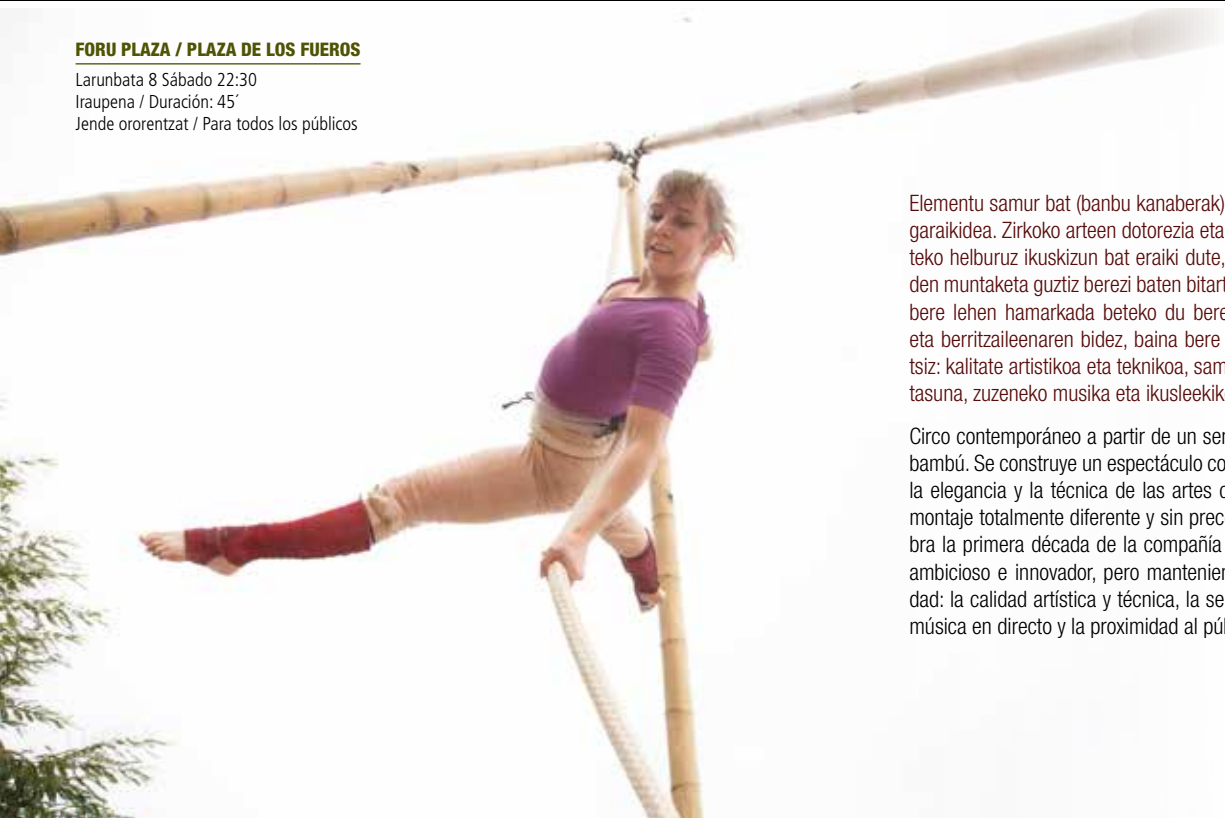 FORU PLAZA / PLAZA DE LOS FUEROS
Larunbata 8 Sábado 22:30
Iraupena / Duración: 45´
Jende ororentzat / Para todos los públicos
Elementu samur bat (banbu kanaberak)
garaikidea. Zirkoko arteen dotorezia eta
teko helburuz ikuskizun bat eraiki dute,
den muntaketa guztiz berezi baten bitart
bere lehen hamarkada beteko du bere
eta berritzaileenaren bidez, baina bere
tsiz: kalitate artistikoa eta teknikoa, sam
tasuna, zuzeneko musika eta ikusleekik
Circo contemporáneo a partir de un sen
bambú. Se construye un espectáculo co
la elegancia y la técnica de las artes c
montaje totalmente diferente y sin prec
bra la primera década de la compañía
ambicioso e innovador, pero mantenien
dad: la calidad artística y técnica, la se
música en directo y la proximidad al púb